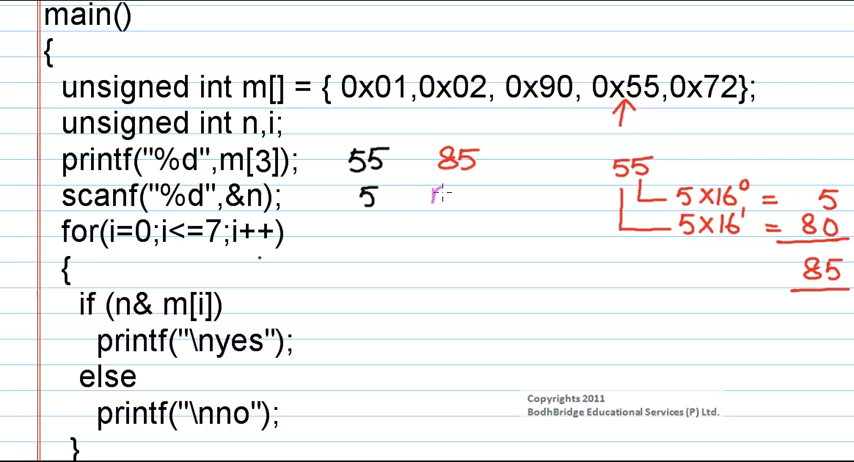 main()
{
unsigned int m[] = { 0x01,0x02, 0x90, 0x55,0x72};
unsigned int n,i;
printf("%d",m[3]); 55 85 55
scanf("%d",&n); 5 5X16⁰ = 5
for(i=0;i<=7;i++) 5X16¹ = 80
{ 85
if (n& m[i])
printf("\nyes");
else
printf("\nno");
}
Copyrights 2011
BodhBridge Educational Services (P) Ltd.